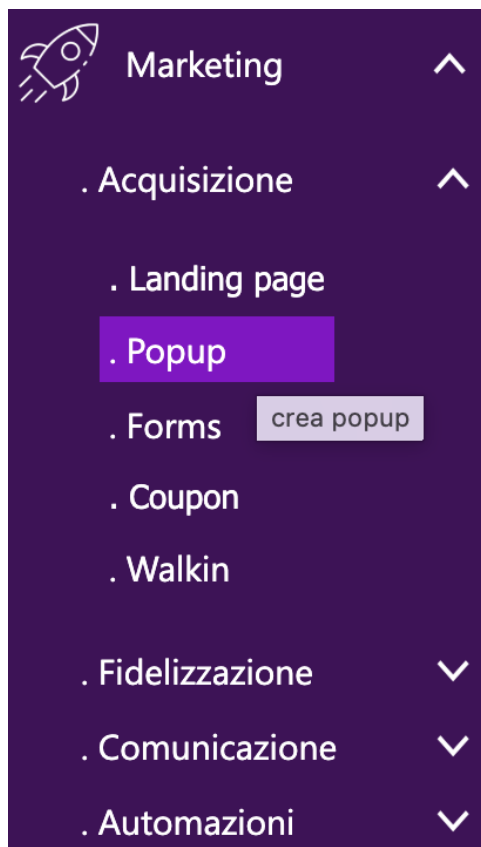 Marketing
. Acquisizione
. Landing page
. Popup
crea popup
. Forms
. Coupon
. Walkin
. Fidelizzazione
. Comunicazione
. Automazioni